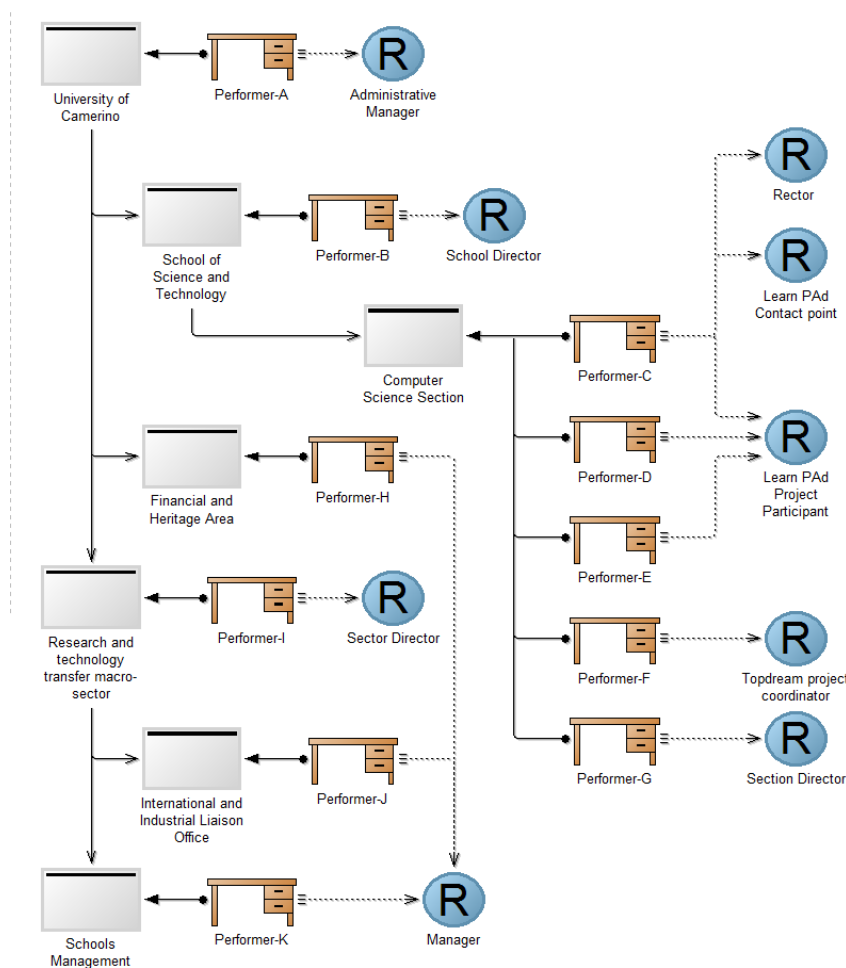 R
University of
Camerino
Performer-A
Administrative
Manager
R
Rector
R
School of
Science and
Technology
Performer-B
School Director
R
Learn PAd
Contact point
Computer
Science Section
Performer-C
Financial and
Heritage Area
Performer-H
Performer-D
R
Learn PAd
Project
Participant
Performer-E
Research and
technology
transfer macro-
sector
Performer-I
R
Sector Director
Performer-F
R
Topdream project
coordinator
International and
Industrial Liaison
Office
Performer-J
Performer-G
R
Section Director
Schools
Management
Performer-K
R
Manager